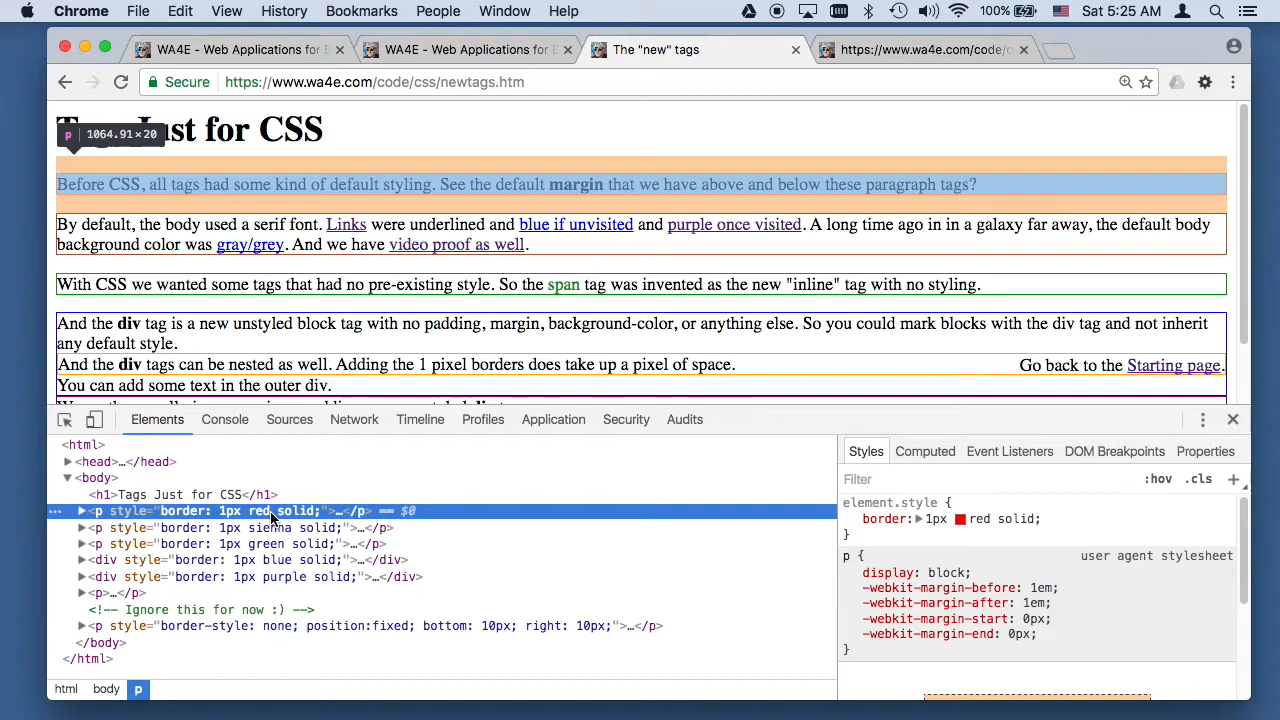 Chrome File Edit View History Bookmarks People Window Help 100% Sat 5:25 AM
WA4E - Web Applications for E WA4E - Web Applications for E The "new" tags https://www.wa4e.com/code/c
Secure https://www.wa4e.com/code/css/newtags.htm
Tags Just for CSS
p 1064.91×20
Before CSS, all tags had some kind of default styling. See the default margin that we have above and below these paragraph tags?
By default, the body used a serif font. Links were underlined and blue if unvisited and purple once visited. A long time ago in in a galaxy far away, the default body
background color was gray/grey. And we have video proof as well.
With CSS we wanted some tags that had no pre-existing style. So the span tag was invented as the new "inline" tag with no styling.
And the div tag is a new unstyled block tag with no padding, margin, background-color, or anything else. So you could mark blocks with the div tag and not inherit
any default style.
And the div tags can be nested as well. Adding the 1 pixel borders does take up a pixel of space. Go back to the Starting page.
You can add some text in the outer div.
Elements Console Sources Network Timeline Profiles Application Security Audits
<html>
<head>…</head>
<body>
<h1>Tags Just for CSS</h1>
… <p style="border: 1px red solid;">…</p> == $0
<p style="border: 1px sienna solid;">…</p>
<p style="border: 1px green solid;">…</p>
<div style="border: 1px blue solid;">…</div>
<div style="border: 1px purple solid;">…</div>
<p>…</p>
<!-- Ignore this for now :) -->
<p style="border-style: none; position:fixed; bottom: 10px; right: 10px;">…</p>
</body>
</html>
html body p
Styles Computed Event Listeners DOM Breakpoints Properties
Filter :hov .cls +
element.style {
border: 1px red solid;
}
p { user agent stylesheet
display: block;
-webkit-margin-before: 1em;
-webkit-margin-after: 1em;
-webkit-margin-start: 0px;
-webkit-margin-end: 0px;
}